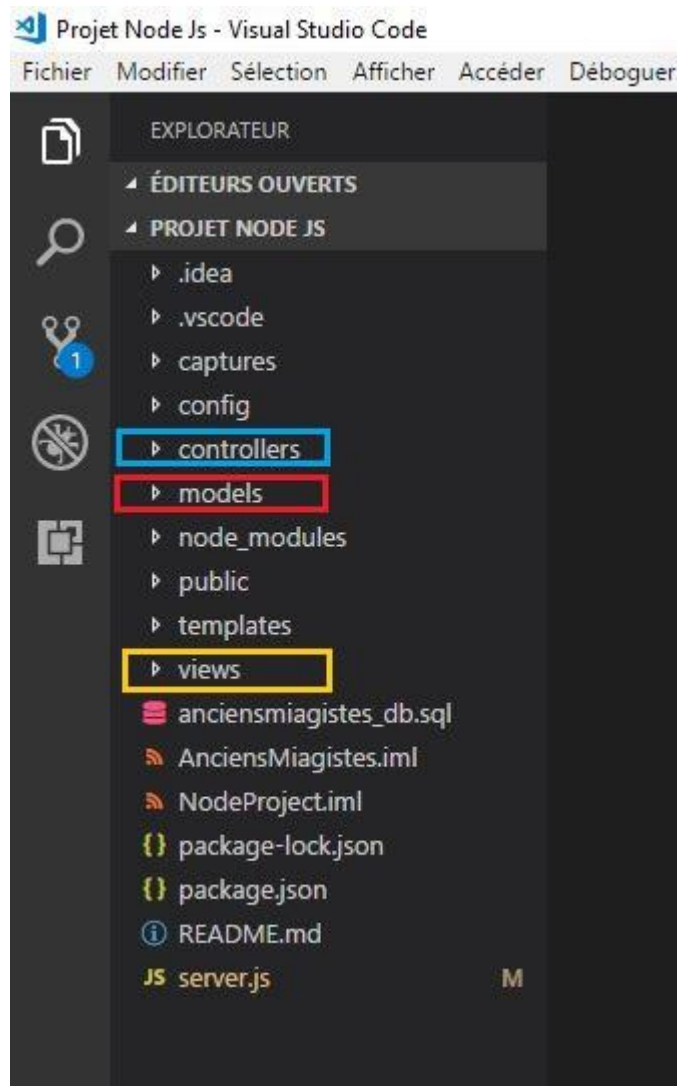 Projet Node Js - Visual Studio Code
Fichier Modifier Sélection Afficher Accéder Déboguer
EXPLORATEUR
ÉDITEURS OUVERTS
PROJET NODE JS
.idea
.vscode
captures
config
1
controllers
models
node_modules
public
templates
views
anciensmiagistes_db.sql
AnciensMiagistes.iml
NodeProject.iml
{} package-lock.json
{} package.json
README.md
JS server.js M